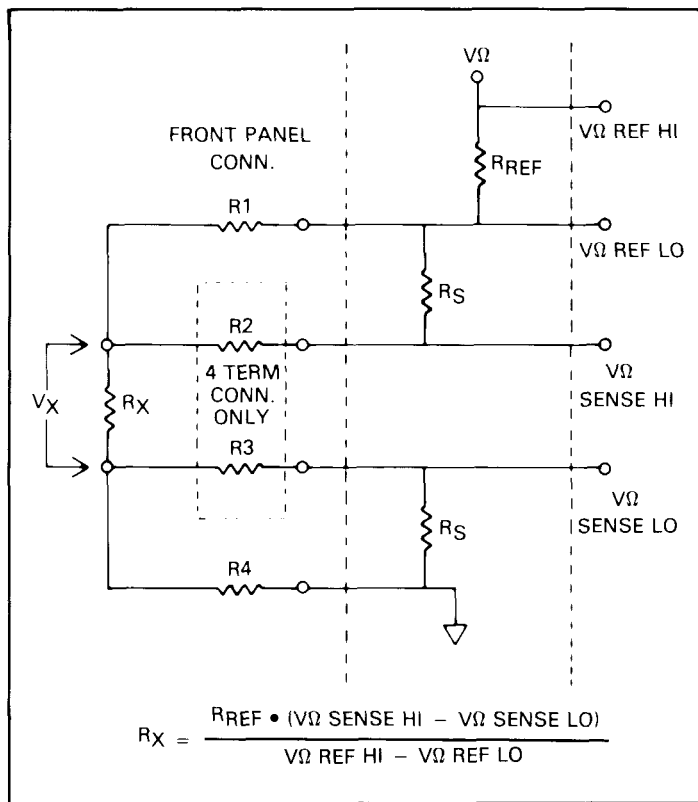 VΩ
FRONT PANEL
CONN.
VΩ REF HI
RREF
R1
VΩ REF LO
RS
R2
4 TERM
CONN.
ONLY
VΩ
SENSE HI
VX
RX
R3
VΩ
SENSE LO
RS
R4
RX = RREF • (VΩ SENSE HI − VΩ SENSE LO)
VΩ REF HI − VΩ REF LO